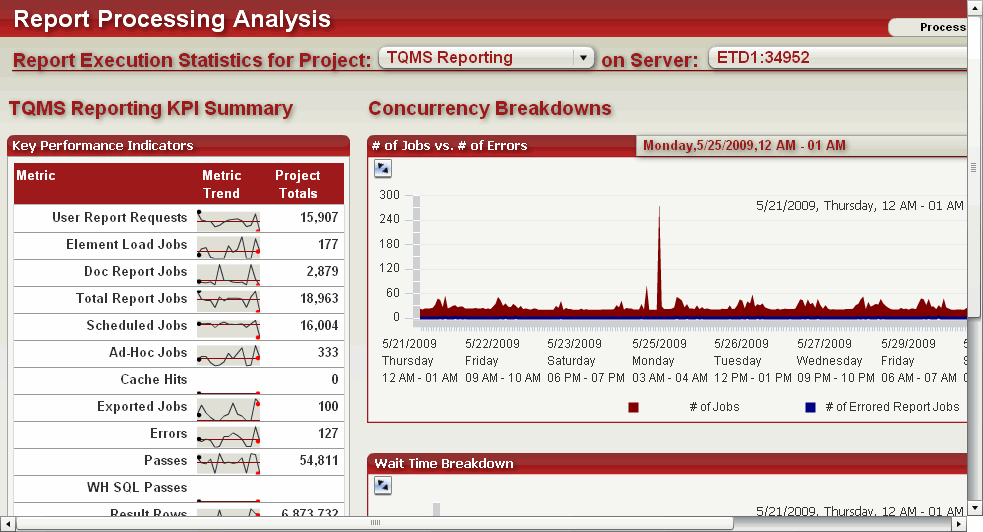 Report Processing Analysis
Process
Report Execution Statistics for Project: TQMS Reporting on Server: ETD1:34952
TQMS Reporting KPI Summary
Key Performance Indicators
Metric Metric Trend Project Totals
User Report Requests 15,907
Element Load Jobs 177
Doc Report Jobs 2,879
Total Report Jobs 18,963
Scheduled Jobs 16,004
Ad-Hoc Jobs 333
Cache Hits 0
Exported Jobs 100
Errors 127
Passes 54,811
WH SQL Passes
Result Rows 6,873,732
Concurrency Breakdowns
# of Jobs vs. # of Errors Monday,5/25/2009,12 AM - 01 AM
5/21/2009, Thursday, 12 AM - 01 AM
300
240
180
120
60
0
5/21/2009 5/22/2009 5/23/2009 5/25/2009 5/26/2009 5/27/2009 5/29/2009 5
Thursday Friday Saturday Monday Tuesday Wednesday Friday S
12 AM - 01 AM 09 AM - 10 AM 06 PM - 07 PM 03 AM - 04 AM 12 PM - 01 PM 09 PM - 10 PM 06 AM - 07 AM 0
# of Jobs # of Errored Report Jobs
Wait Time Breakdown
5/21/2009, Thursday, 12 AM - 01 AM